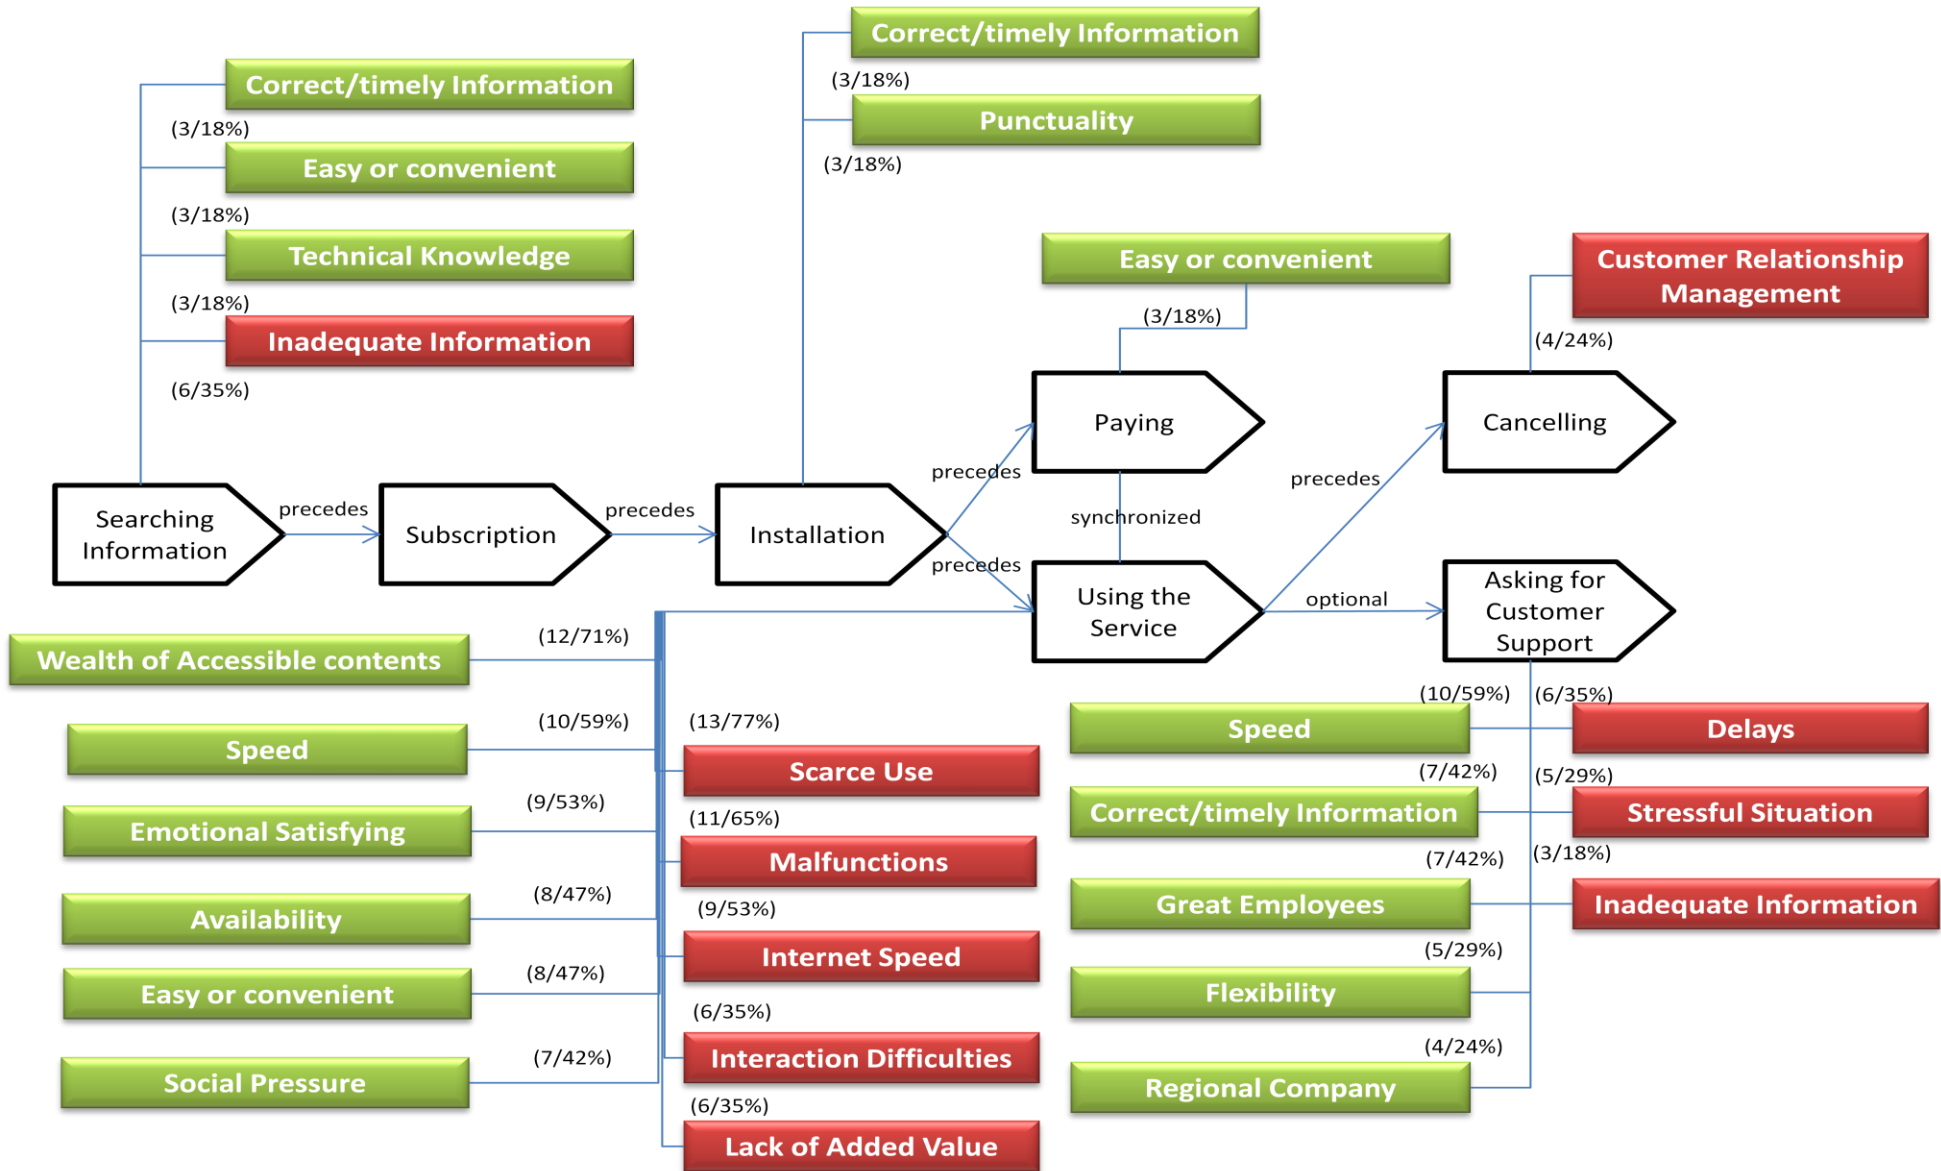 Correct/timely Information
(3/18%)
Easy or convenient
(3/18%)
Technical Knowledge
(3/18%)
Inadequate Information
(6/35%)
Correct/timely Information
(3/18%)
Punctuality
(3/18%)
Easy or convenient
(3/18%)
Customer Relationship
Management
(4/24%)
Searching
Information
precedes
Subscription
precedes
Installation
precedes
precedes
Paying
synchronized
Using the
Service
precedes
optional
Cancelling
Asking for
Customer
Support
Wealth of Accessible contents
(12/71%)
Speed
(10/59%)
Emotional Satisfying
(9/53%)
Availability
(8/47%)
Easy or convenient
(8/47%)
Social Pressure
(7/42%)
(13/77%)
Scarce Use
(11/65%)
Malfunctions
(9/53%)
Internet Speed
(6/35%)
Interaction Difficulties
(6/35%)
Lack of Added Value
(10/59%)
Speed
(7/42%)
Correct/timely Information
(7/42%)
Great Employees
(5/29%)
Flexibility
(4/24%)
Regional Company
(6/35%)
Delays
(5/29%)
Stressful Situation
(3/18%)
Inadequate Information